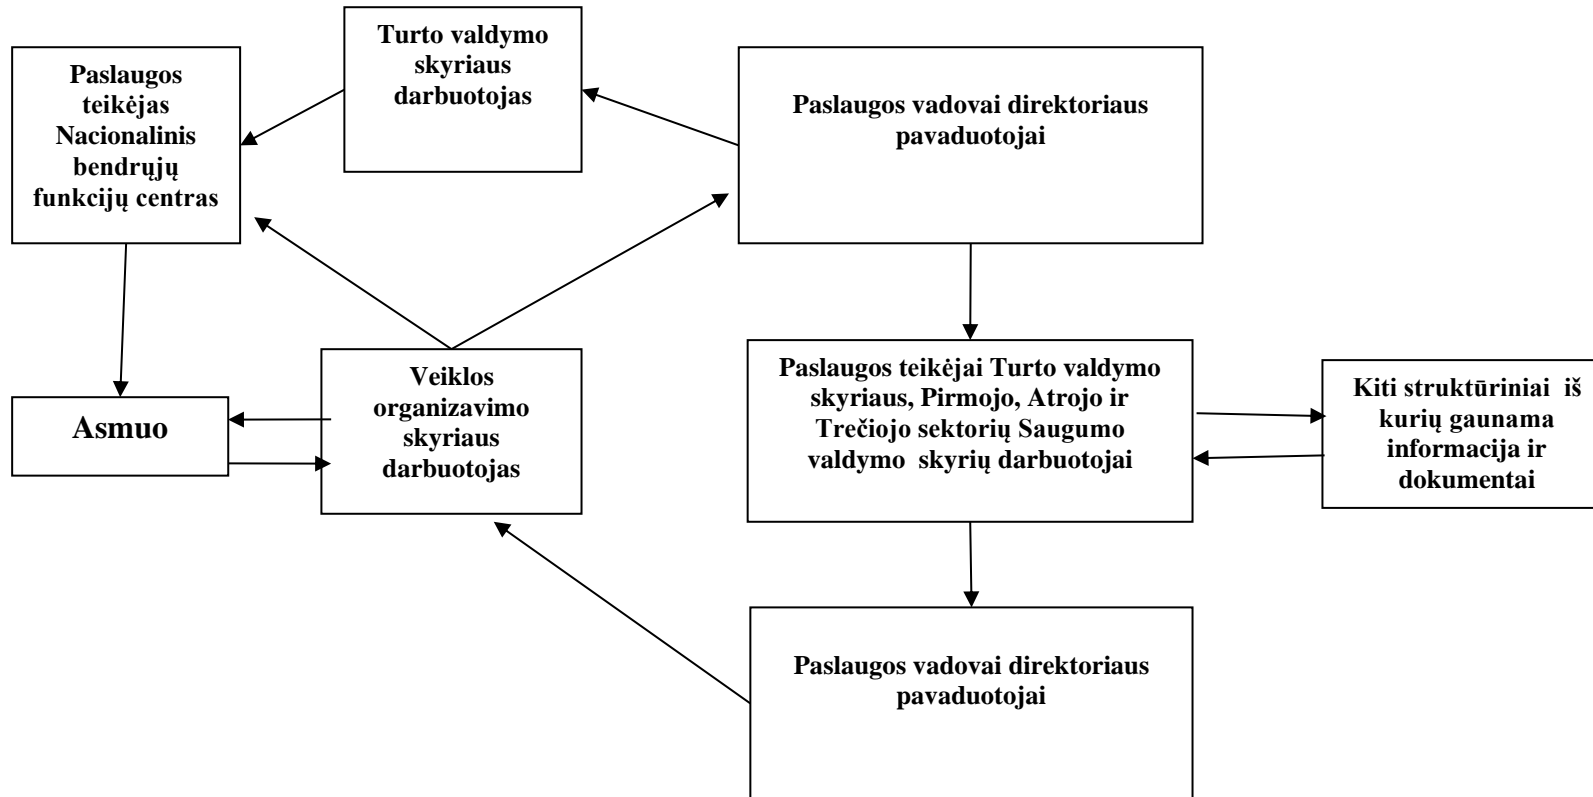 Turto valdymo
skyriaus
darbuotojas
Paslaugos
teikėjas
Nacionalinis
bendrųjų
funkcijų centras
Paslaugos vadovai direktoriaus
pavaduotojai
Asmuo
Veiklos
organizavimo
skyriaus
darbuotojas
Paslaugos teikėjai Turto valdymo
skyriaus, Pirmojo, Atrojo ir
Trečiojo sektorių Saugumo
valdymo skyrių darbuotojai
Kiti struktūriniai iš
kurių gaunama
informacija ir
dokumentai
Paslaugos vadovai direktoriaus
pavaduotojai